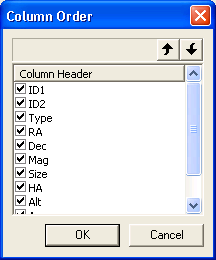 Column Order
Column Header
ID1
ID2
Type
RA
Dec
Mag
Size
HA
Alt
OK
Cancel